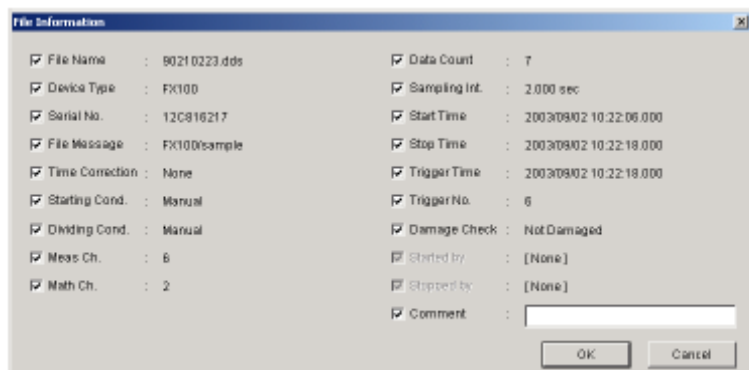 File Information
File Name : 90210223.dds
Device Type : FX100
Serial No. : 12C816217
File Message : FX100/sample
Time Correction : None
Starting Cond. : Manual
Dividing Cond. : Manual
Meas Ch. : 6
Math Ch. : 2
Data Count : 7
Sampling Int. : 2.000 sec
Start Time : 2003/09/02 10:22:06.000
Stop Time : 2003/09/02 10:22:18.000
Trigger Time : 2003/09/02 10:22:18.000
Trigger No. : 6
Damage Check : Not Damaged
Started by : [None]
Stopped by : [None]
Comment :
OK Cancel